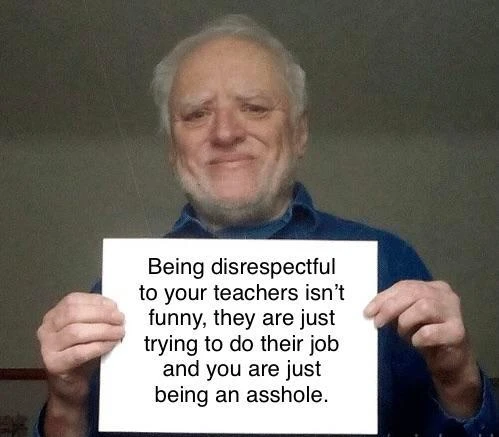 Being disrespectful
to your teachers isn't
funny, they are just
trying to do their job
and you are just
being an asshole.